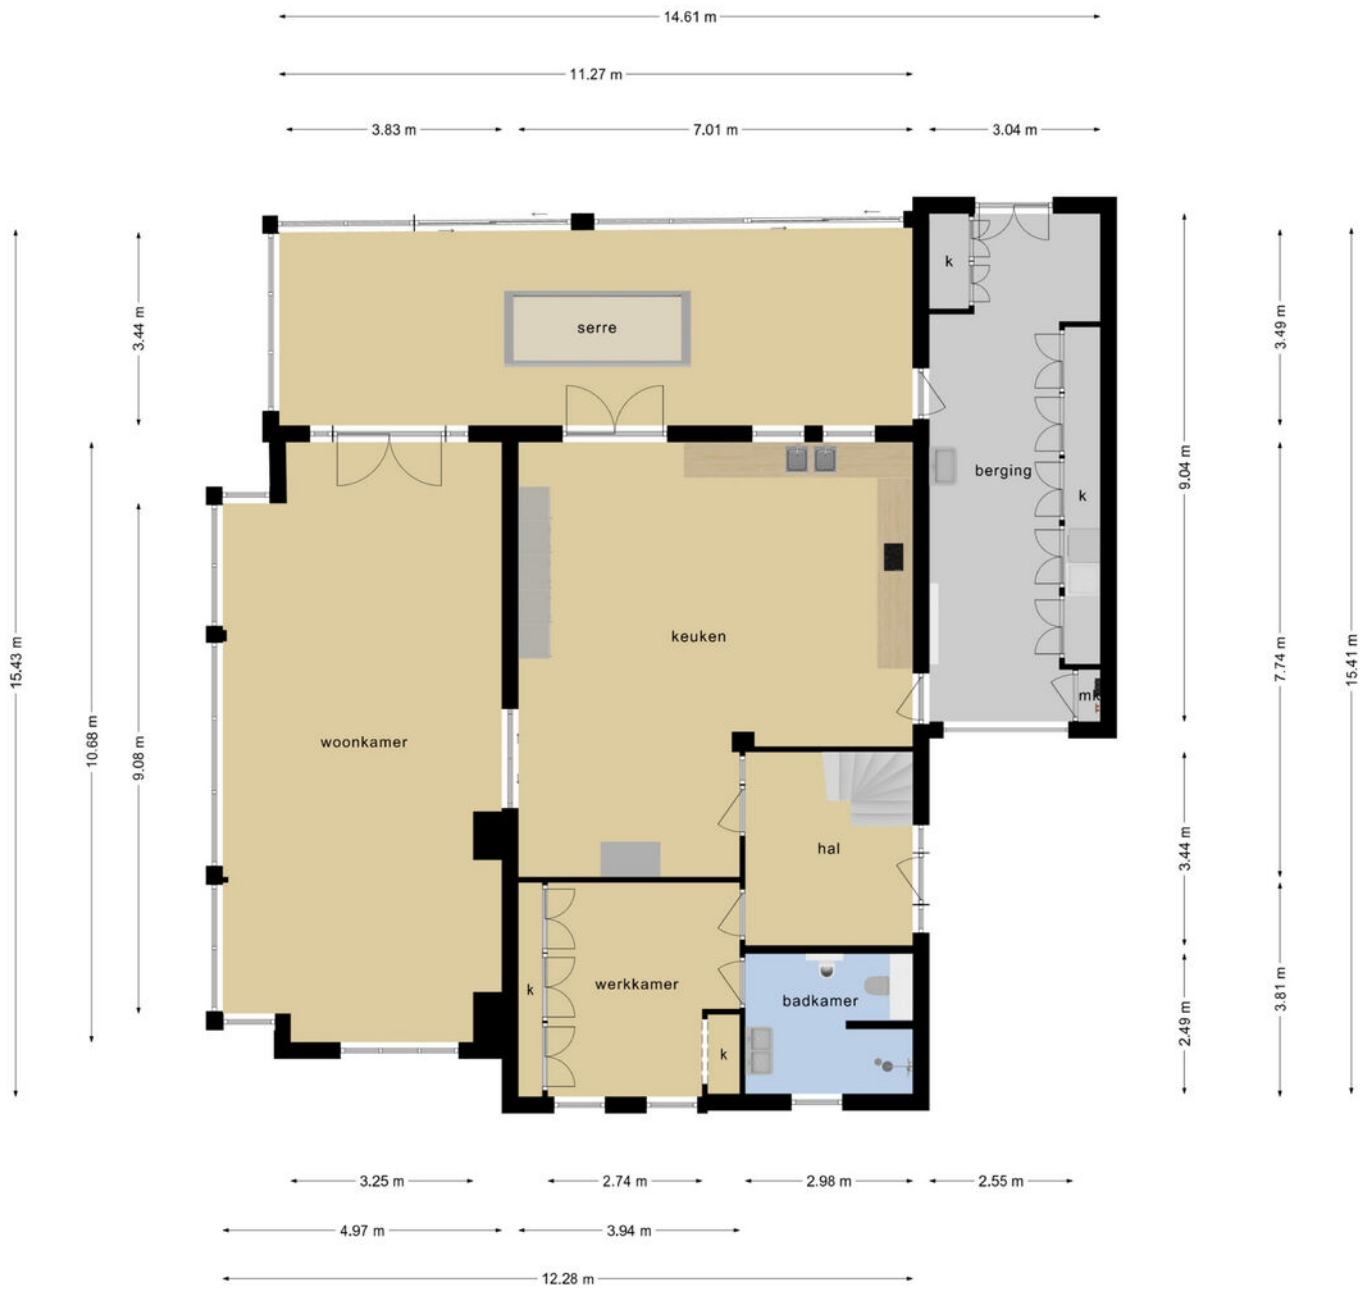 14.61 m
11.27 m
3.83 m
7.01 m
3.04 m
k
serre
3.44 m
3.49 m
berging
k
9.04 m
keuken
15.43 m
7.74 m
15.41 m
mk
10.68 m
9.08 m
woonkamer
3.44 m
hal
k
werkkamer
badkamer
3.81 m
2.49 m
k
3.25 m
2.74 m
2.98 m
2.55 m
4.97 m
3.94 m
12.28 m